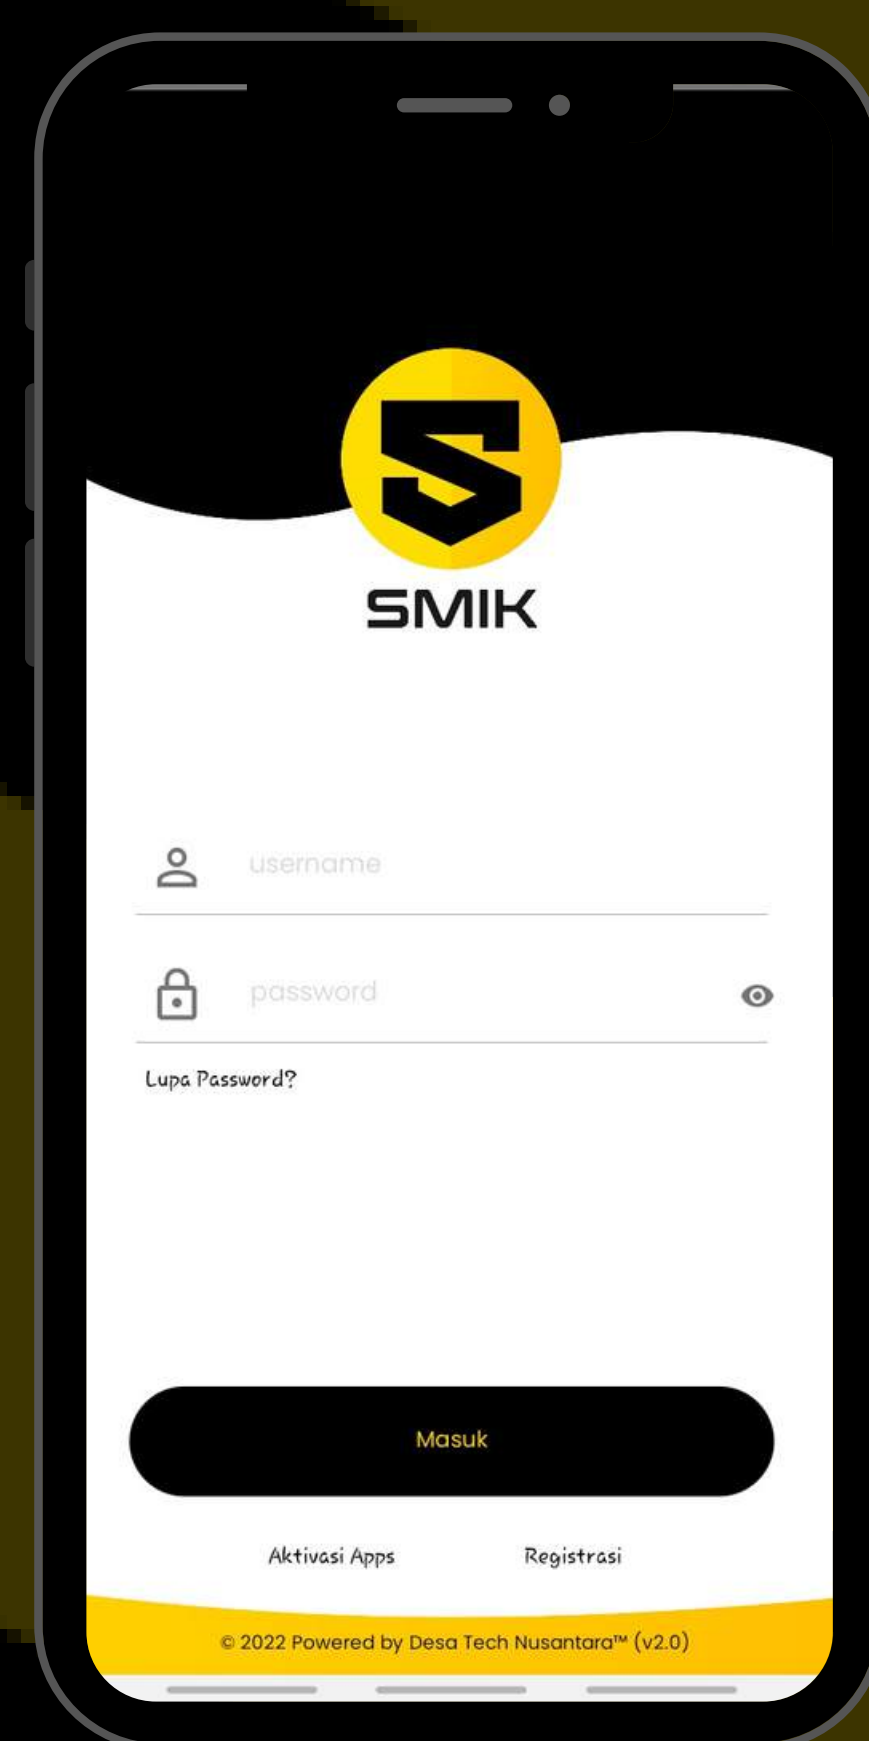 SMIK
username
password
Lupa Password?
Masuk
Aktivasi Apps Registrasi
© 2022 Powered by Desa Tech Nusantara™ (v2.0)